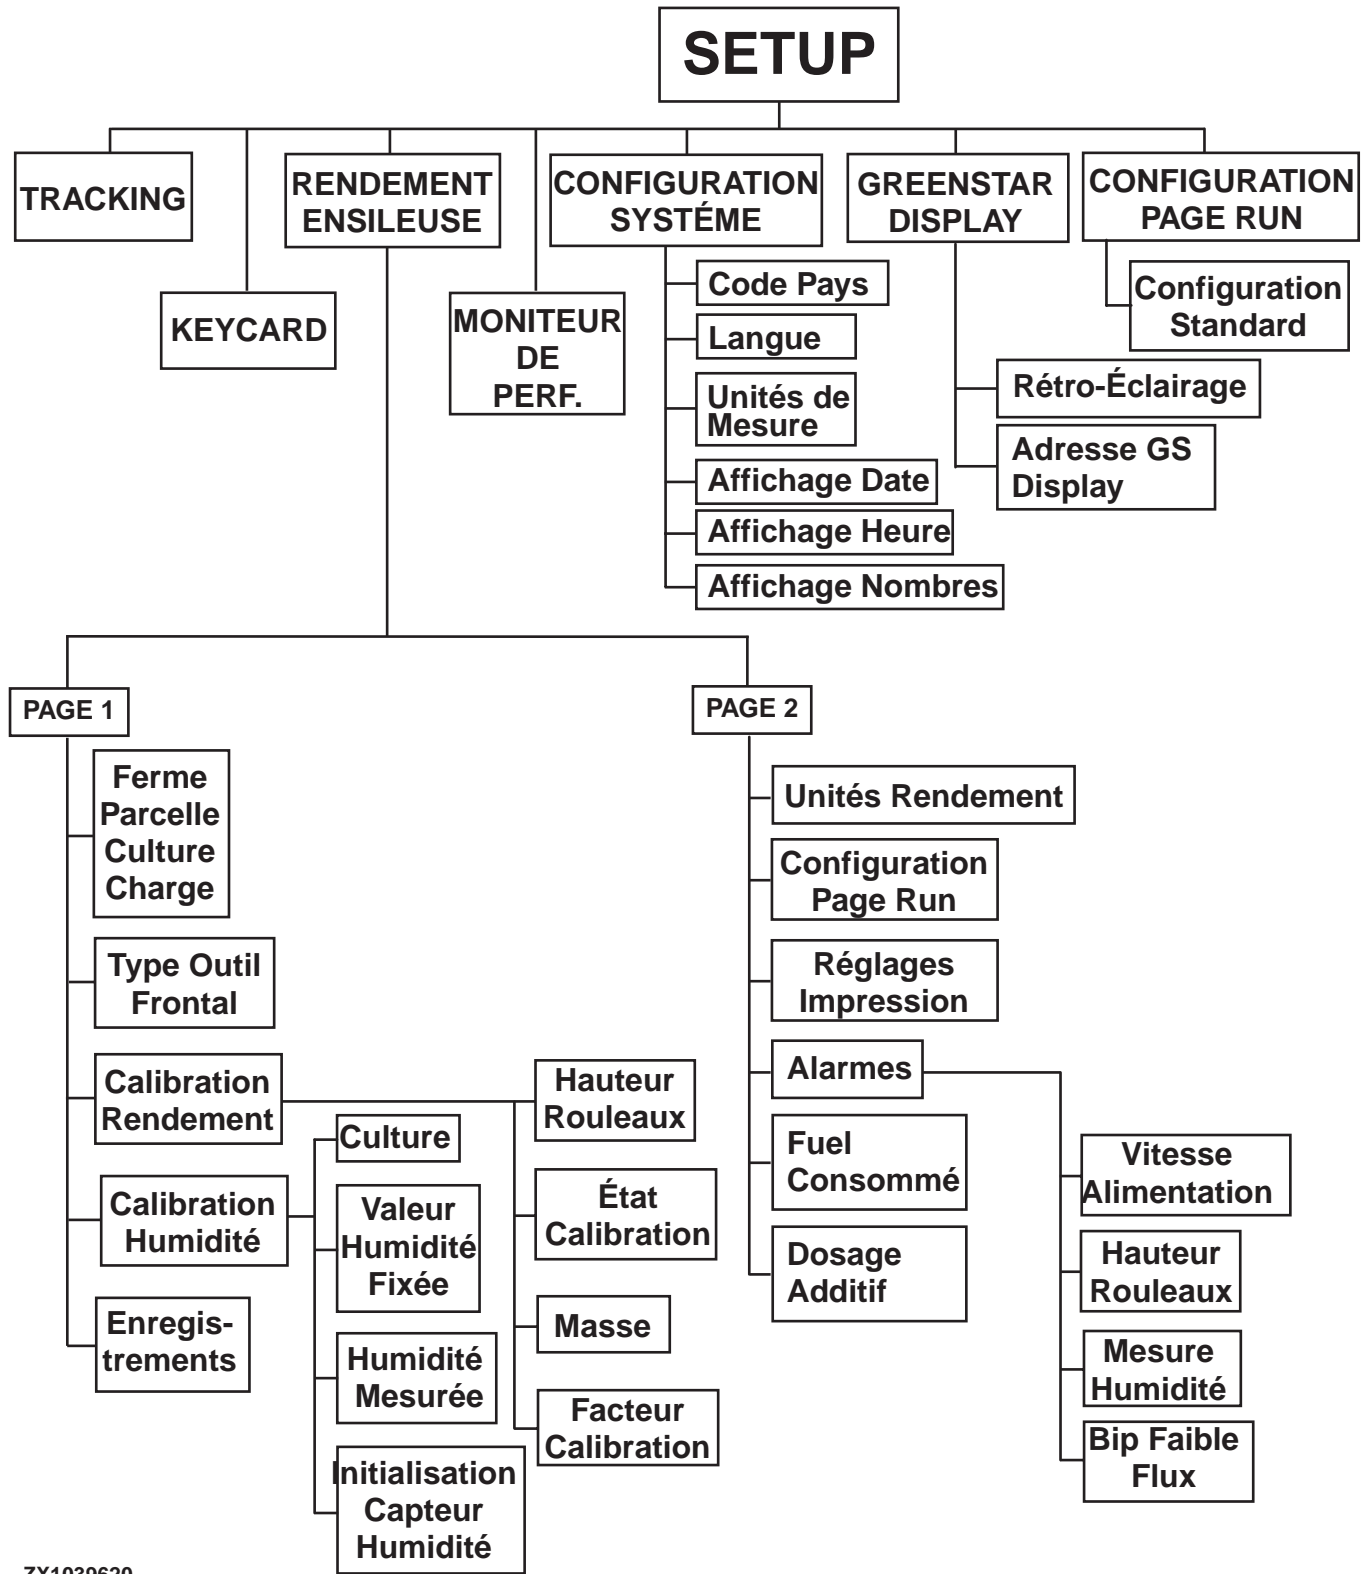 SETUP
TRACKING
RENDEMENT
ENSILEUSE
CONFIGURATION
SYSTÉME
GREENSTAR
DISPLAY
CONFIGURATION
PAGE RUN
KEYCARD
MONITEUR
DE
PERF.
Code Pays
Langue
Unités de
Mesure
Affichage Date
Affichage Heure
Affichage Nombres
Rétro-Éclairage
Adresse GS
Display
Configuration
Standard
PAGE 1
Ferme
Parcelle
Culture
Charge
Type Outil
Frontal
Calibration
Rendement
Calibration
Humidité
Enregis-
trements
Culture
Valeur
Humidité
Fixée
Humidité
Mesurée
Initialisation
Capteur
Humidité
Hauteur
Rouleaux
État
Calibration
Masse
Facteur
Calibration
PAGE 2
Unités Rendement
Configuration
Page Run
Réglages
Impression
Alarmes
Fuel
Consommé
Dosage
Additif
Vitesse
Alimentation
Hauteur
Rouleaux
Mesure
Humidité
Bip Faible
Flux
ZX1039620